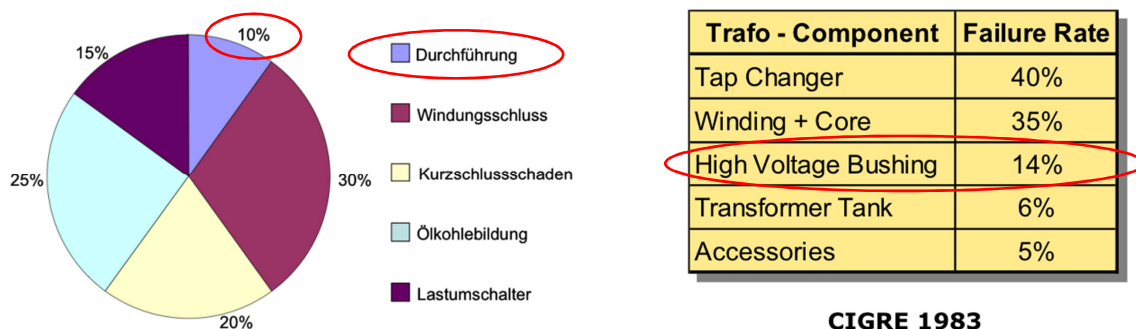 10%
15%
25%
30%
20%
Durchführung
Windungsschluss
Kurzschlussschaden
Ölkohlebildung
Lastumschalter
Trafo - Component Failure Rate
Tap Changer 40%
Winding + Core 35%
High Voltage Bushing 14%
Transformer Tank 6%
Accessories 5%
CIGRE 1983